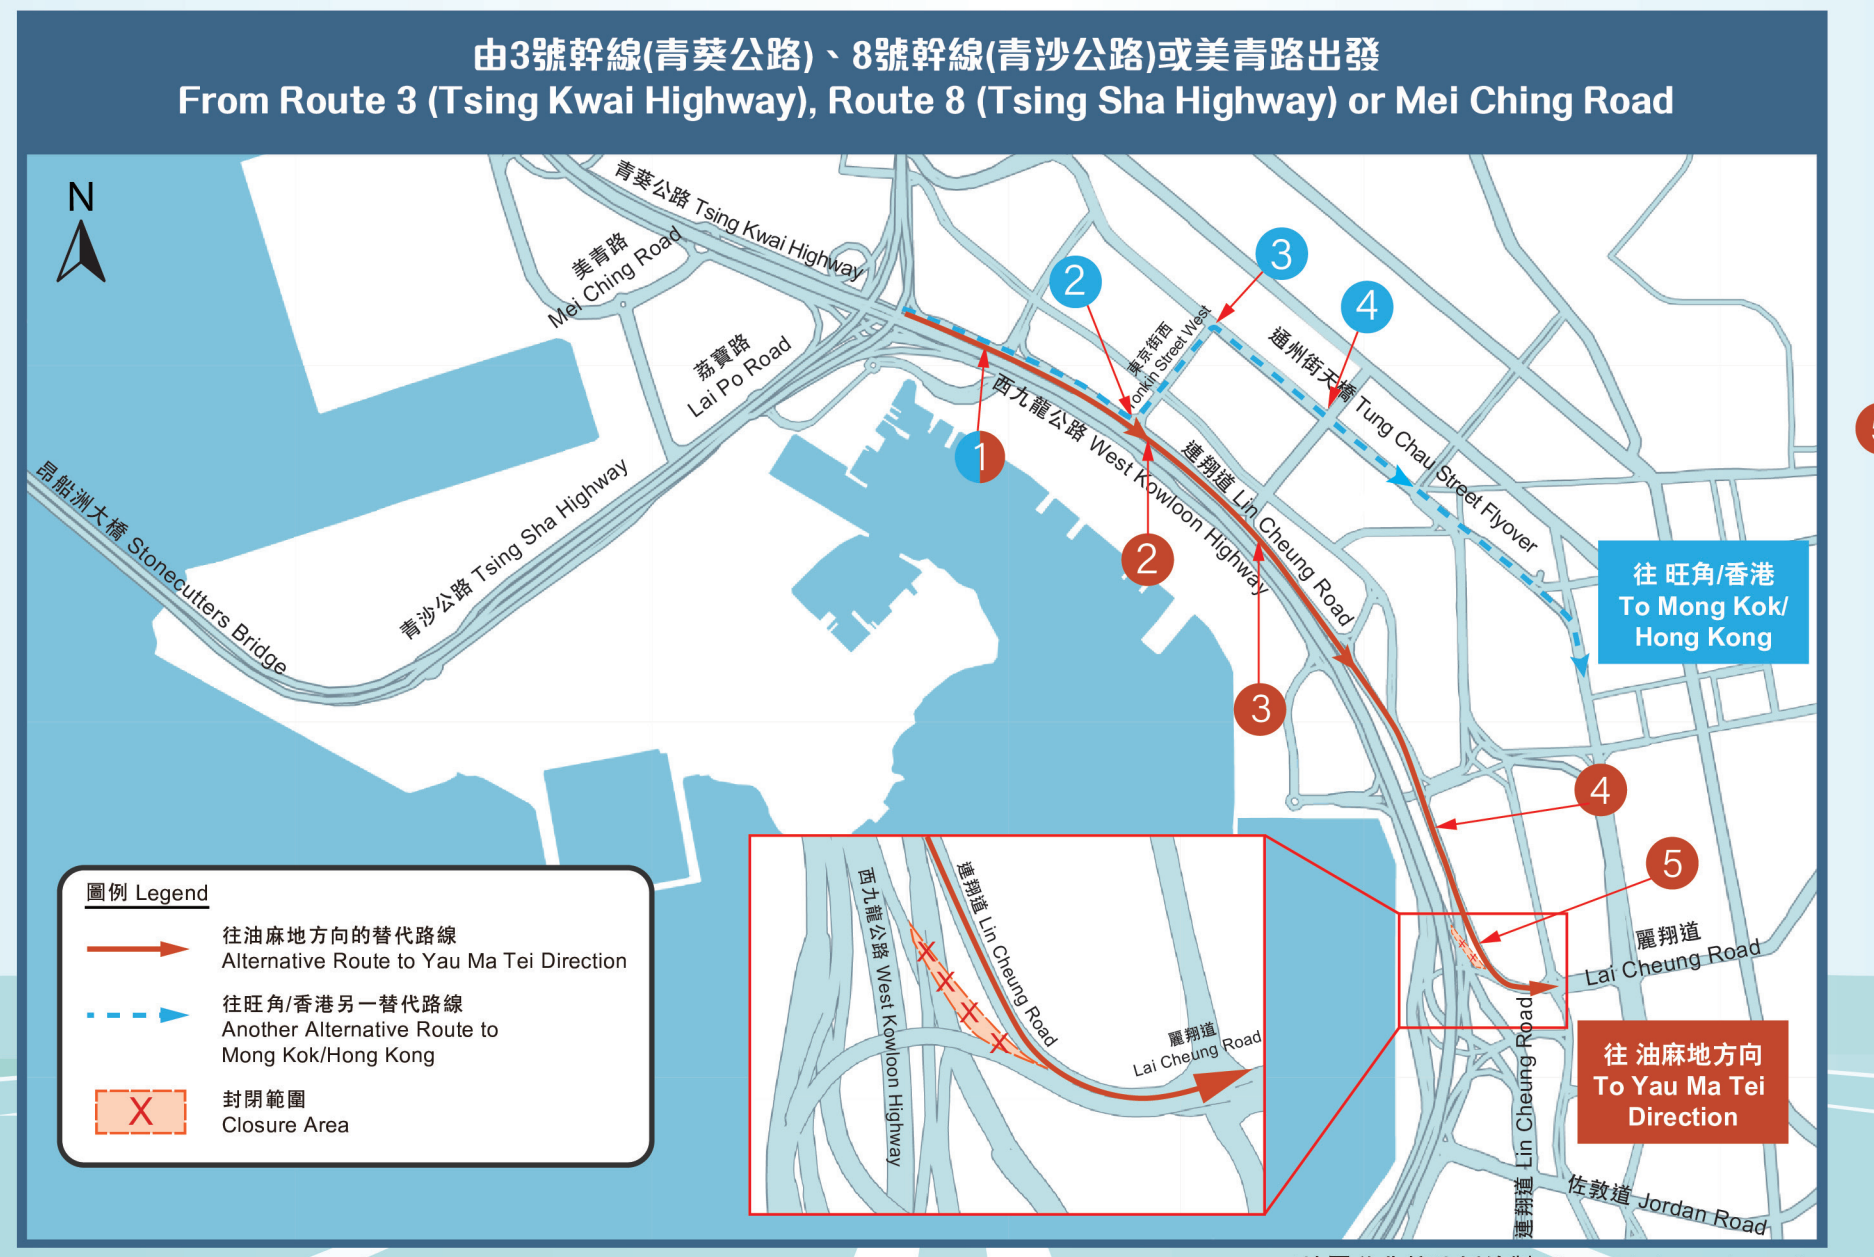 由3號幹線(青葵公路)、8號幹線(青沙公路)或美青路出發
From Route 3 (Tsing Kwai Highway), Route 8 (Tsing Sha Highway) or Mei Ching Road
N
青葵公路 Tsing Kwai Highway
美青路
Mei Ching Road
荔寶路
Lai Po Road
昂船洲大橋 Stonecutters Bridge
青沙公路 Tsing Sha Highway
西九龍公路 West Kowloon Highway
連翔道 Lin Cheung Road
東京街西
Tonkin Street West
通州街天橋 Tung Chau Street Flyover
1
2
3
4
2
3
4
5
往 旺角/香港
To Mong Kok/
Hong Kong
麗翔道
Lai Cheung Road
往 油麻地方向
To Yau Ma Tei
Direction
連翔道 Lin Cheung Road
佐敦道 Jordan Road
西九龍公路 West Kowloon Highway
連翔道 Lin Cheung Road
麗翔道
Lai Cheung Road
X
X
X
X
圖例 Legend
往油麻地方向的替代路線
Alternative Route to Yau Ma Tei Direction
往旺角/香港另一替代路線
Another Alternative Route to
Mong Kok/Hong Kong
X
封閉範圍
Closure Area